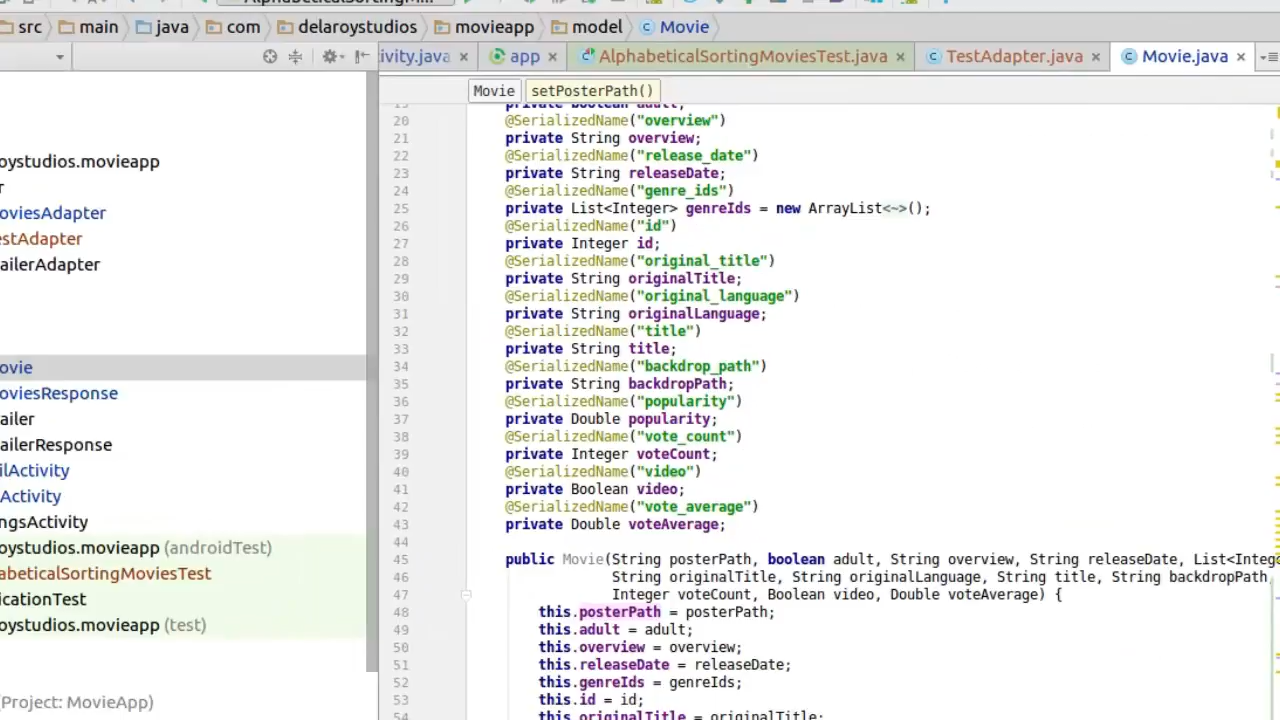 src main java com delaroystudios movieapp model Movie
ivity.java app AlphabeticalSortingMoviesTest.java TestAdapter.java Movie.java
Movie setPosterPath()
oystudios.movieapp
r
oviesAdapter
estAdapter
ailerAdapter
ovie
oviesResponse
ailer
ailerResponse
ilActivity
Activity
ngsActivity
oystudios.movieapp (androidTest)
abeticalSortingMoviesTest
icationTest
oystudios.movieapp (test)
(Project: MovieApp)
19 private boolean adult;
20 @SerializedName("overview")
21 private String overview;
22 @SerializedName("release_date")
23 private String releaseDate;
24 @SerializedName("genre_ids")
25 private List<Integer> genreIds = new ArrayList<~>();
26 @SerializedName("id")
27 private Integer id;
28 @SerializedName("original_title")
29 private String originalTitle;
30 @SerializedName("original_language")
31 private String originalLanguage;
32 @SerializedName("title")
33 private String title;
34 @SerializedName("backdrop_path")
35 private String backdropPath;
36 @SerializedName("popularity")
37 private Double popularity;
38 @SerializedName("vote_count")
39 private Integer voteCount;
40 @SerializedName("video")
41 private Boolean video;
42 @SerializedName("vote_average")
43 private Double voteAverage;
44
45 public Movie(String posterPath, boolean adult, String overview, String releaseDate, List<Intege
46 String originalTitle, String originalLanguage, String title, String backdropPath,
47 Integer voteCount, Boolean video, Double voteAverage) {
48 this.posterPath = posterPath;
49 this.adult = adult;
50 this.overview = overview;
51 this.releaseDate = releaseDate;
52 this.genreIds = genreIds;
53 this.id = id;
54 this.originalTitle = originalTitle;